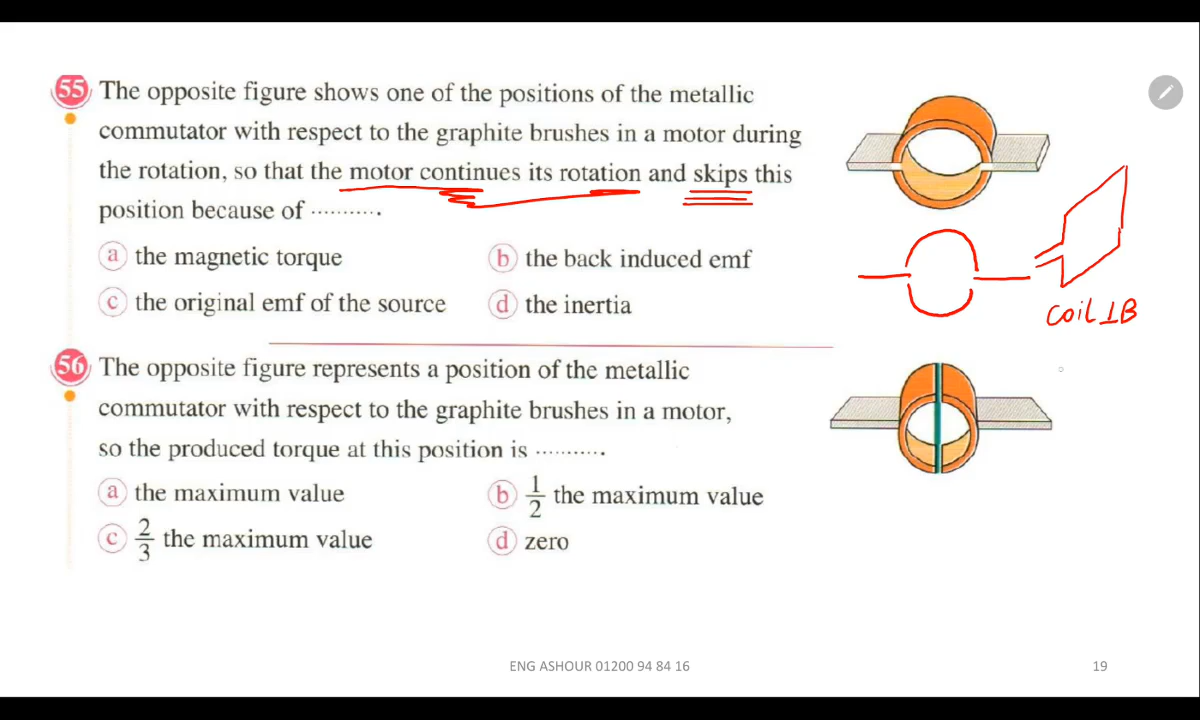 55 The opposite figure shows one of the positions of the metallic
commutator with respect to the graphite brushes in a motor during
the rotation, so that the motor continues its rotation and skips this
position because of ..........
a the magnetic torque
b the back induced emf
c the original emf of the source
d the inertia
coil ⊥ B
56 The opposite figure represents a position of the metallic
commutator with respect to the graphite brushes in a motor,
so the produced torque at this position is ..........
a the maximum value
b 1/2 the maximum value
c 2/3 the maximum value
d zero
ENG ASHOUR 01200 94 84 16
19